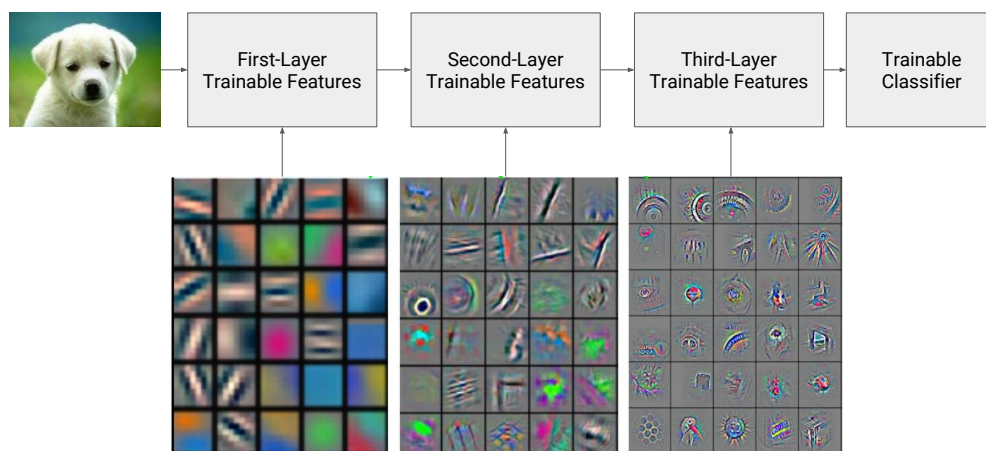 First-Layer
Trainable Features
Second-Layer
Trainable Features
Third-Layer
Trainable Features
Trainable
Classifier